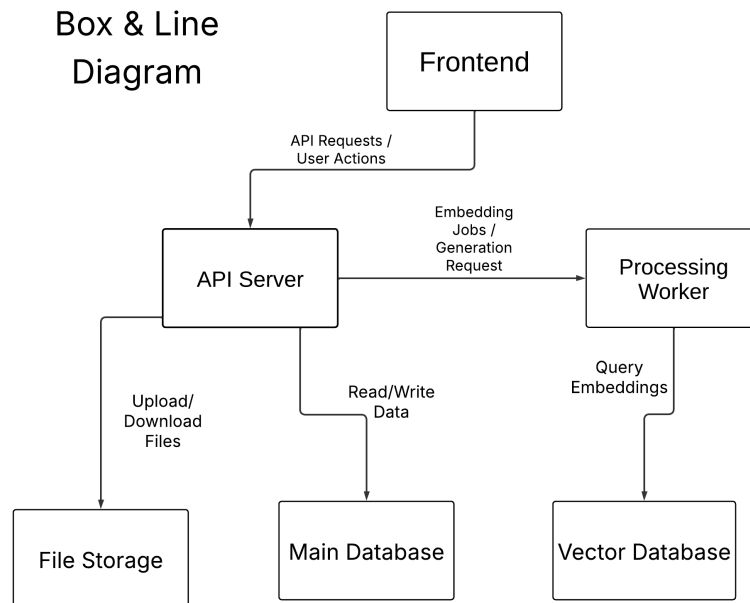 Box & Line
Diagram
Frontend
API Requests /
User Actions
Embedding
Jobs /
Generation
Request
API Server
Processing
Worker
Upload/
Download
Files
Read/Write
Data
Query
Embeddings
File Storage
Main Database
Vector Database